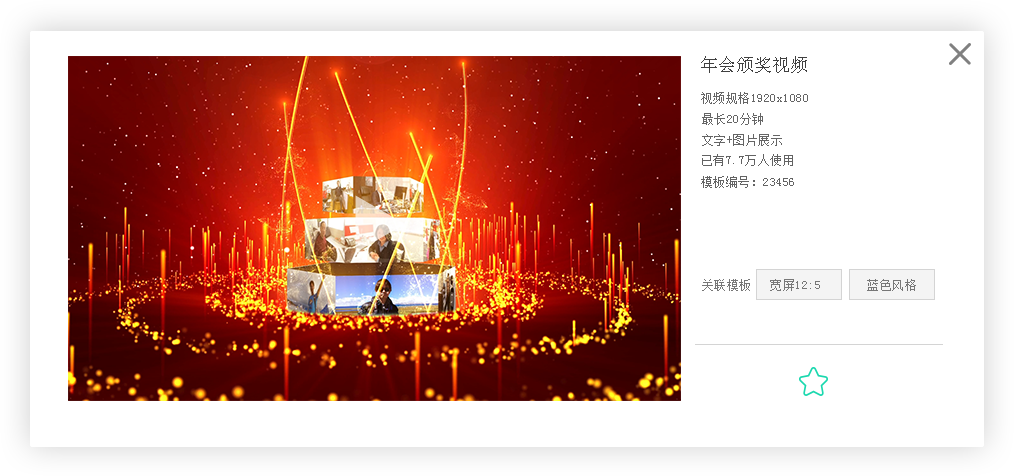 年会颁奖视频
视频规格1920x1080
最长20分钟
文字+图片展示
已有7.7万人使用
模板编号：23456
关联模板 宽屏12:5 蓝色风格